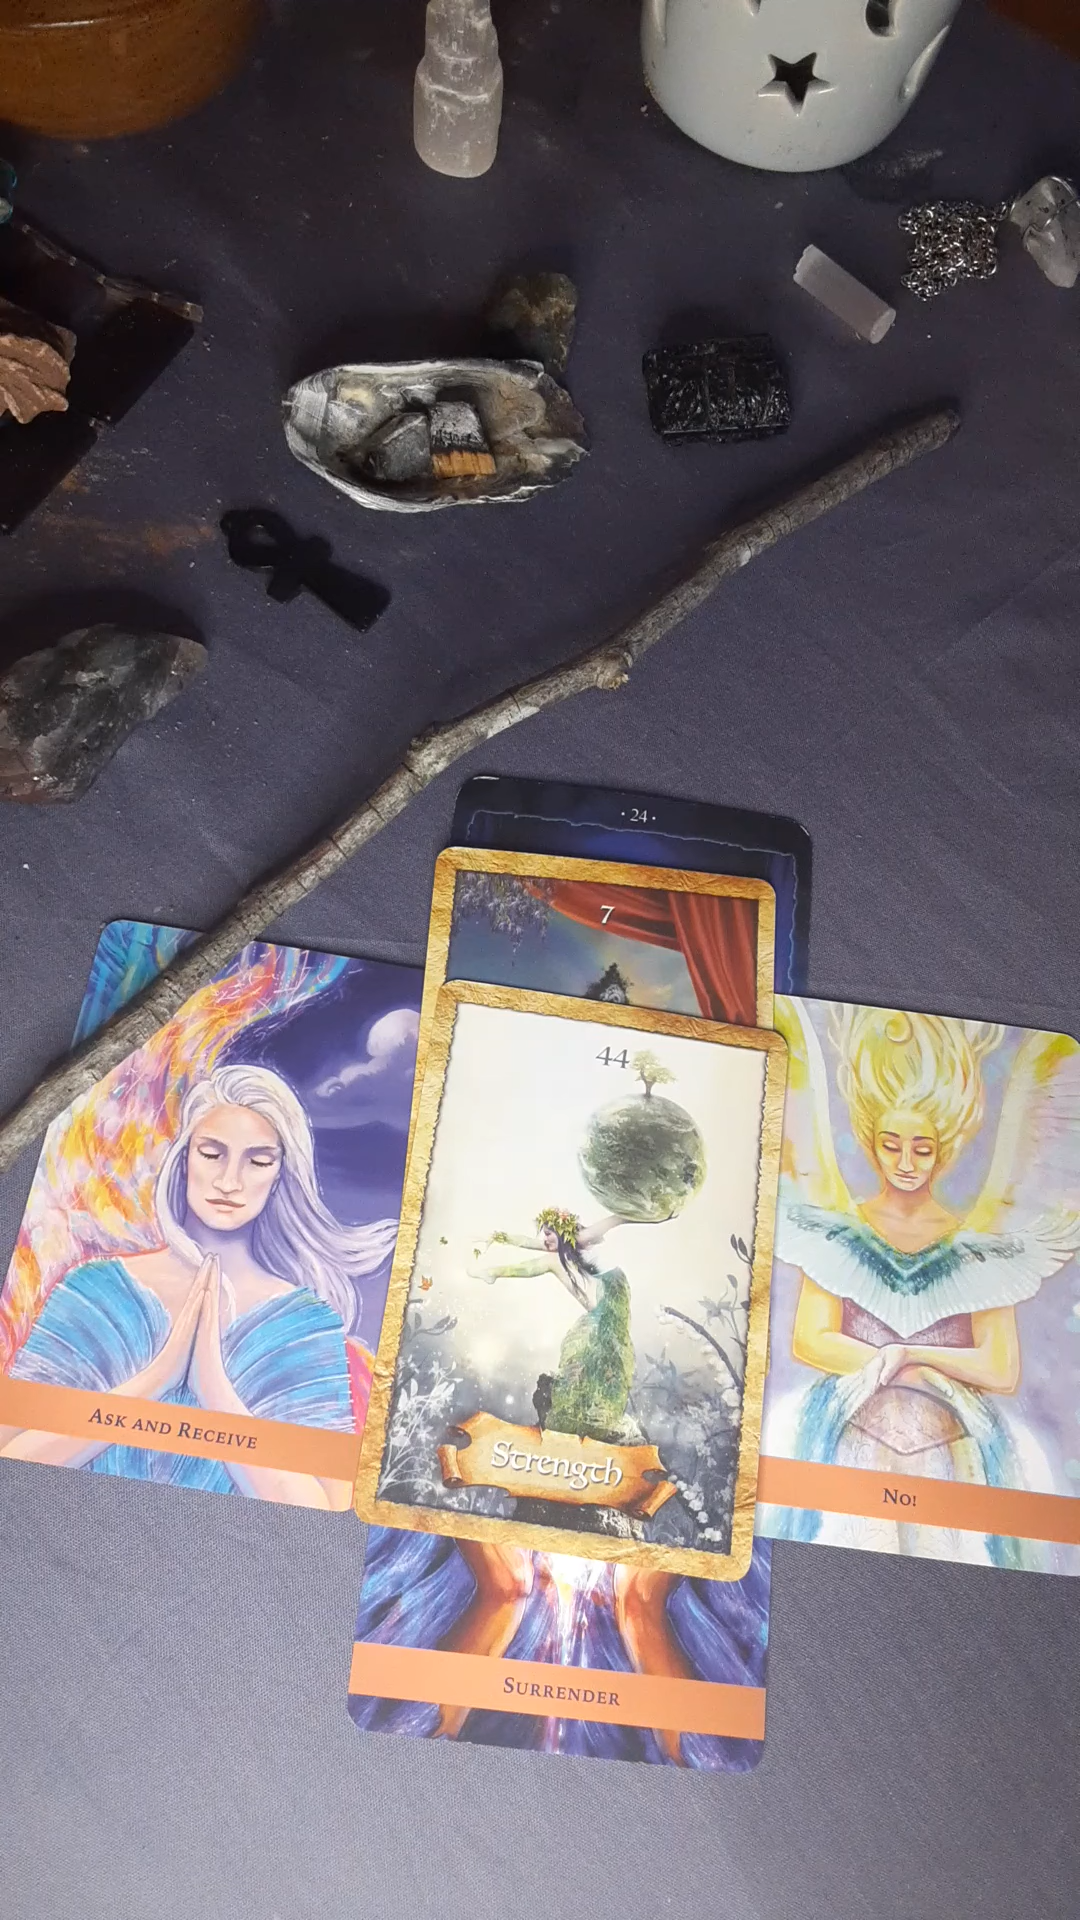 · 24 ·
7
44
Ask and Receive
Strength
No!
Surrender